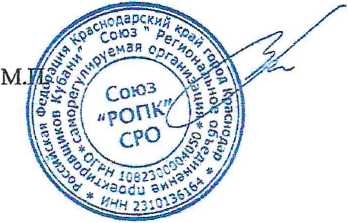 М.П.
Российская Федерация Краснодарский край город Краснодар
* ИНН 2310136164 *
Союз "Региональное объединение проектировщиков Кубани"
* саморегулируемая организация *
ОГРН 1082300004050
Союз
"РОПК"
СРО